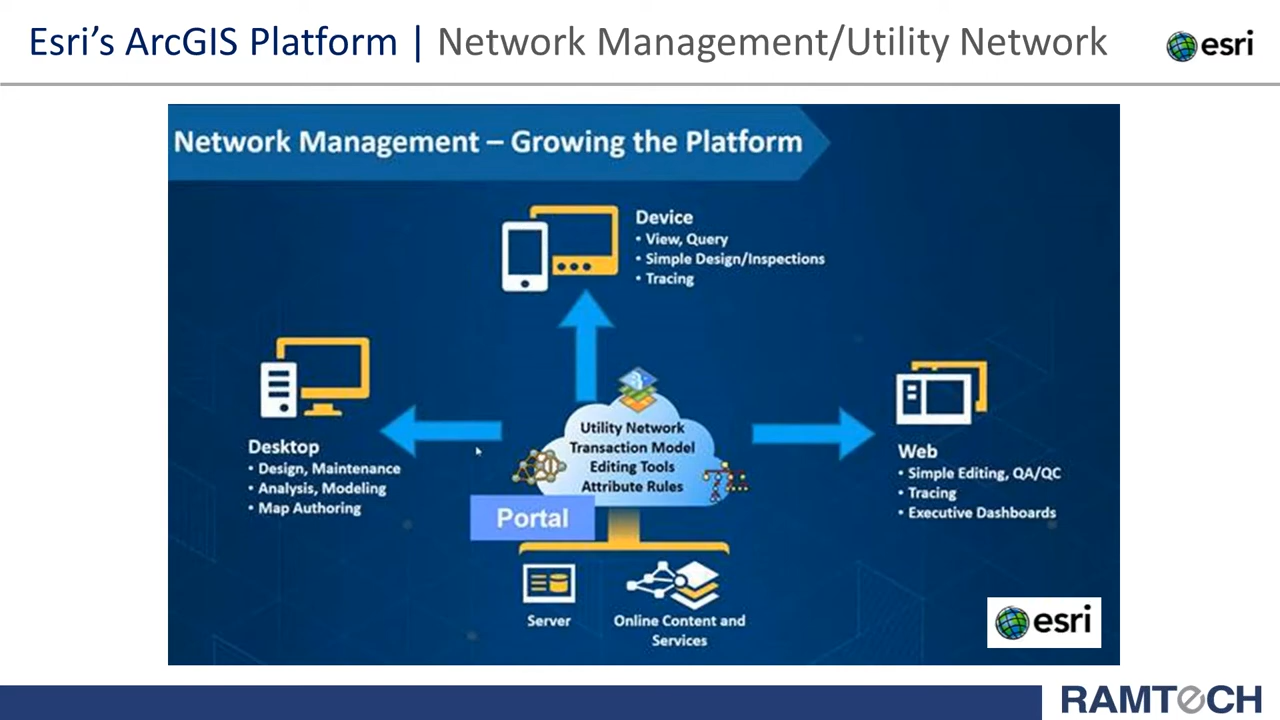 Esri's ArcGIS Platform | Network Management/Utility Network
esri
Network Management – Growing the Platform
Device
• View, Query
• Simple Design/Inspections
• Tracing
Desktop
• Design, Maintenance
• Analysis, Modeling
• Map Authoring
Utility Network
Transaction Model
Editing Tools
Attribute Rules
Portal
Web
• Simple Editing, QA/QC
• Tracing
• Executive Dashboards
Server
Online Content and
Services
esri
RAMTeCH